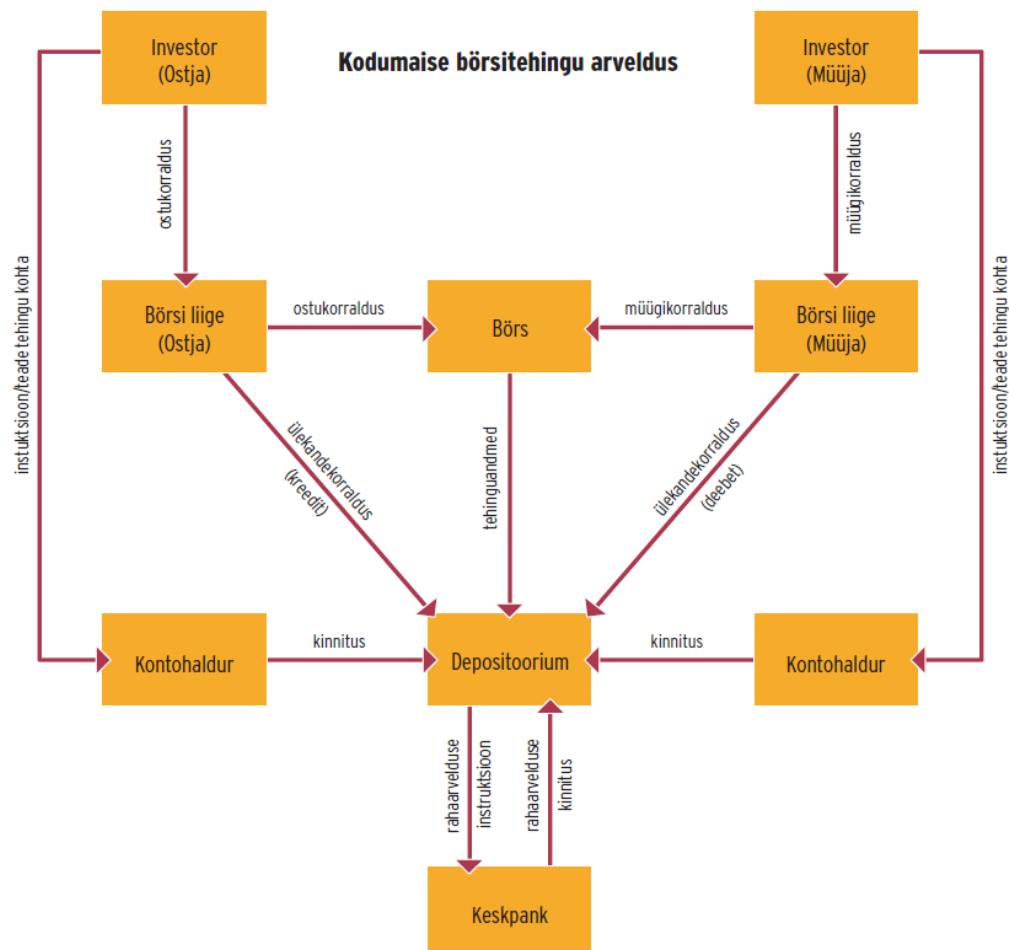 Investor
(Ostja)
Kodumaise börsitehingu arveldus
Investor
(Müüja)
ostukorraldus
müügikorraldus
instuktsioon/teade tehingu kohta
instuktsioon/teade tehingu kohta
Börsi liige
(Ostja)
ostukorraldus
Börs
müügikorraldus
Börsi liige
(Müüja)
ülekandekorraldus
(kreedit)
tehinguandmed
ülekandekorraldus
(deebet)
Kontohaldur
kinnitus
Depositoorium
kinnitus
Kontohaldur
rahaarvelduse
instruktsioon
rahaarvelduse
kinnitus
Keskpank